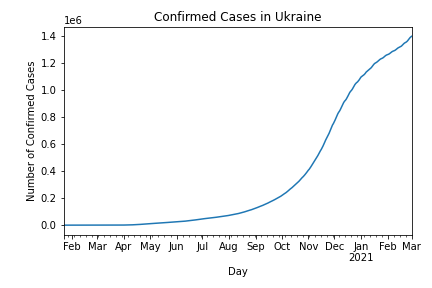 Confirmed Cases in Ukraine
1e6
1.4
1.2
1.0
0.8
0.6
0.4
0.2
0.0
Number of Confirmed Cases
Feb Mar Apr May Jun Jul Aug Sep Oct Nov Dec Jan Feb Mar
2021
Day